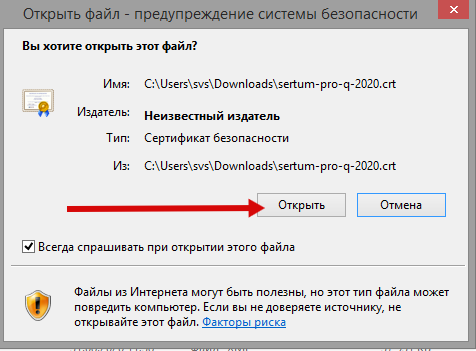 Открыть файл - предупреждение системы безопасности
Вы хотите открыть этот файл?
Имя: C:\Users\svs\Downloads\sertum-pro-q-2020.crt
Издатель: Неизвестный издатель
Тип: Сертификат безопасности
Из: C:\Users\svs\Downloads\sertum-pro-q-2020.crt
Открыть Отмена
Всегда спрашивать при открытии этого файла
Файлы из Интернета могут быть полезны, но этот тип файла может
повредить компьютер. Если вы не доверяете источнику, не
открывайте этот файл. Факторы риска